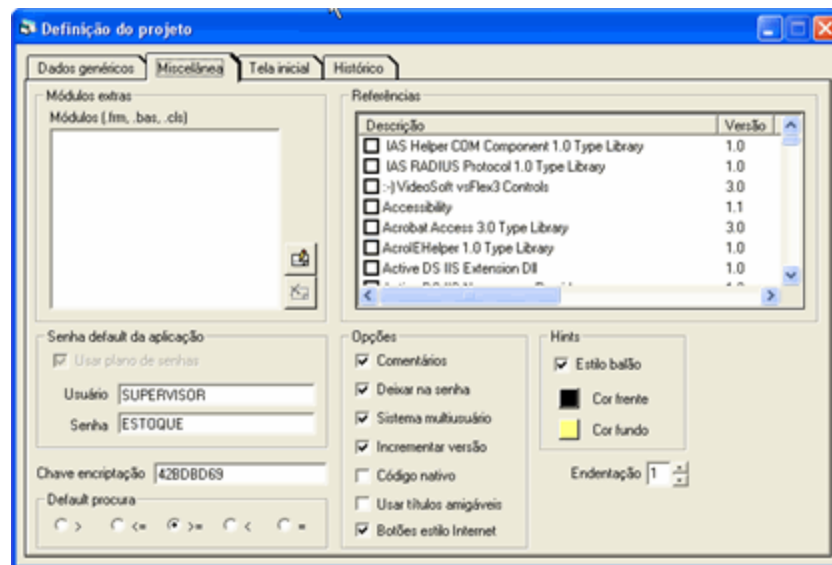 Definição do projeto
Dados genéricos Miscelânea Tela inicial Histórico
Módulos extras
Módulos (.frm, .bas, .cls)
Referências
Descrição Versão
IAS Helper COM Component 1.0 Type Library 1.0
IAS RADIUS Protocol 1.0 Type Library 1.0
:-) VideoSoft vsFlex3 Controls 3.0
Accessibility 1.1
Acrobat Access 3.0 Type Library 3.0
AcroIEHelper 1.0 Type Library 1.0
Active DS IIS Extension Dll 1.0
Senha default da aplicação
Usar plano de senhas
Usuário SUPERVISOR
Senha ESTOQUE
Chave encriptação 42BDBD69
Default procura
> <= >= < =
Opções
Comentários
Deixar na senha
Sistema multiusuário
Incrementar versão
Código nativo
Usar títulos amigáveis
Botões estilo Internet
Hints
Estilo balão
Cor frente
Cor fundo
Endentação 1